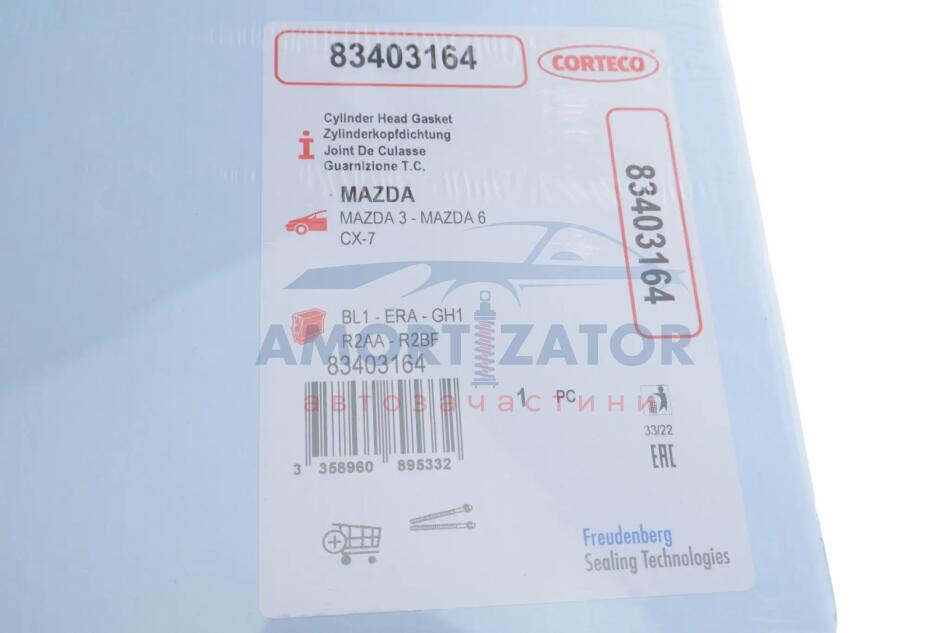 83403164
CORTECO
Cylinder Head Gasket
Zylinderkopfdichtung
Joint De Culasse
Guarnizione T.C.
MAZDA
MAZDA 3 - MAZDA 6
CX-7
83403164
BL1 - ERA - GH1
R2AA - R2BF
AMORTIZATOR
83403164
автозапчастини
1 PC
33/22
EAC
3 358960 895332
Freudenberg
Sealing Technologies